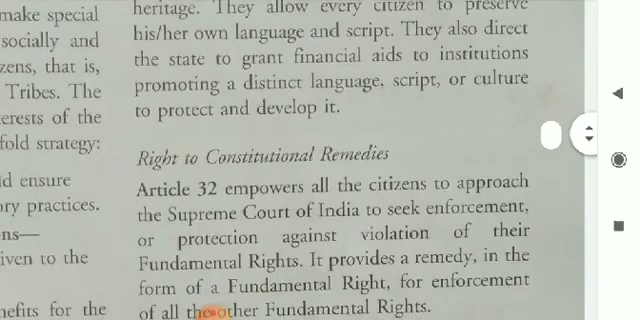 make special
socially and
zens, that is,
Tribes. The
erests of the
fold strategy:
ld ensure
ory practices.
ns—
iven to the
nefits for the
heritage. They allow every citizen to preserve
his/her own language and script. They also direct
the state to grant financial aids to institutions
promoting a distinct language, script, or culture
to protect and develop it.
Right to Constitutional Remedies
Article 32 empowers all the citizens to approach
the Supreme Court of India to seek enforcement,
or protection against violation of their
Fundamental Rights. It provides a remedy, in the
form of a Fundamental Right, for enforcement
of all the other Fundamental Rights.